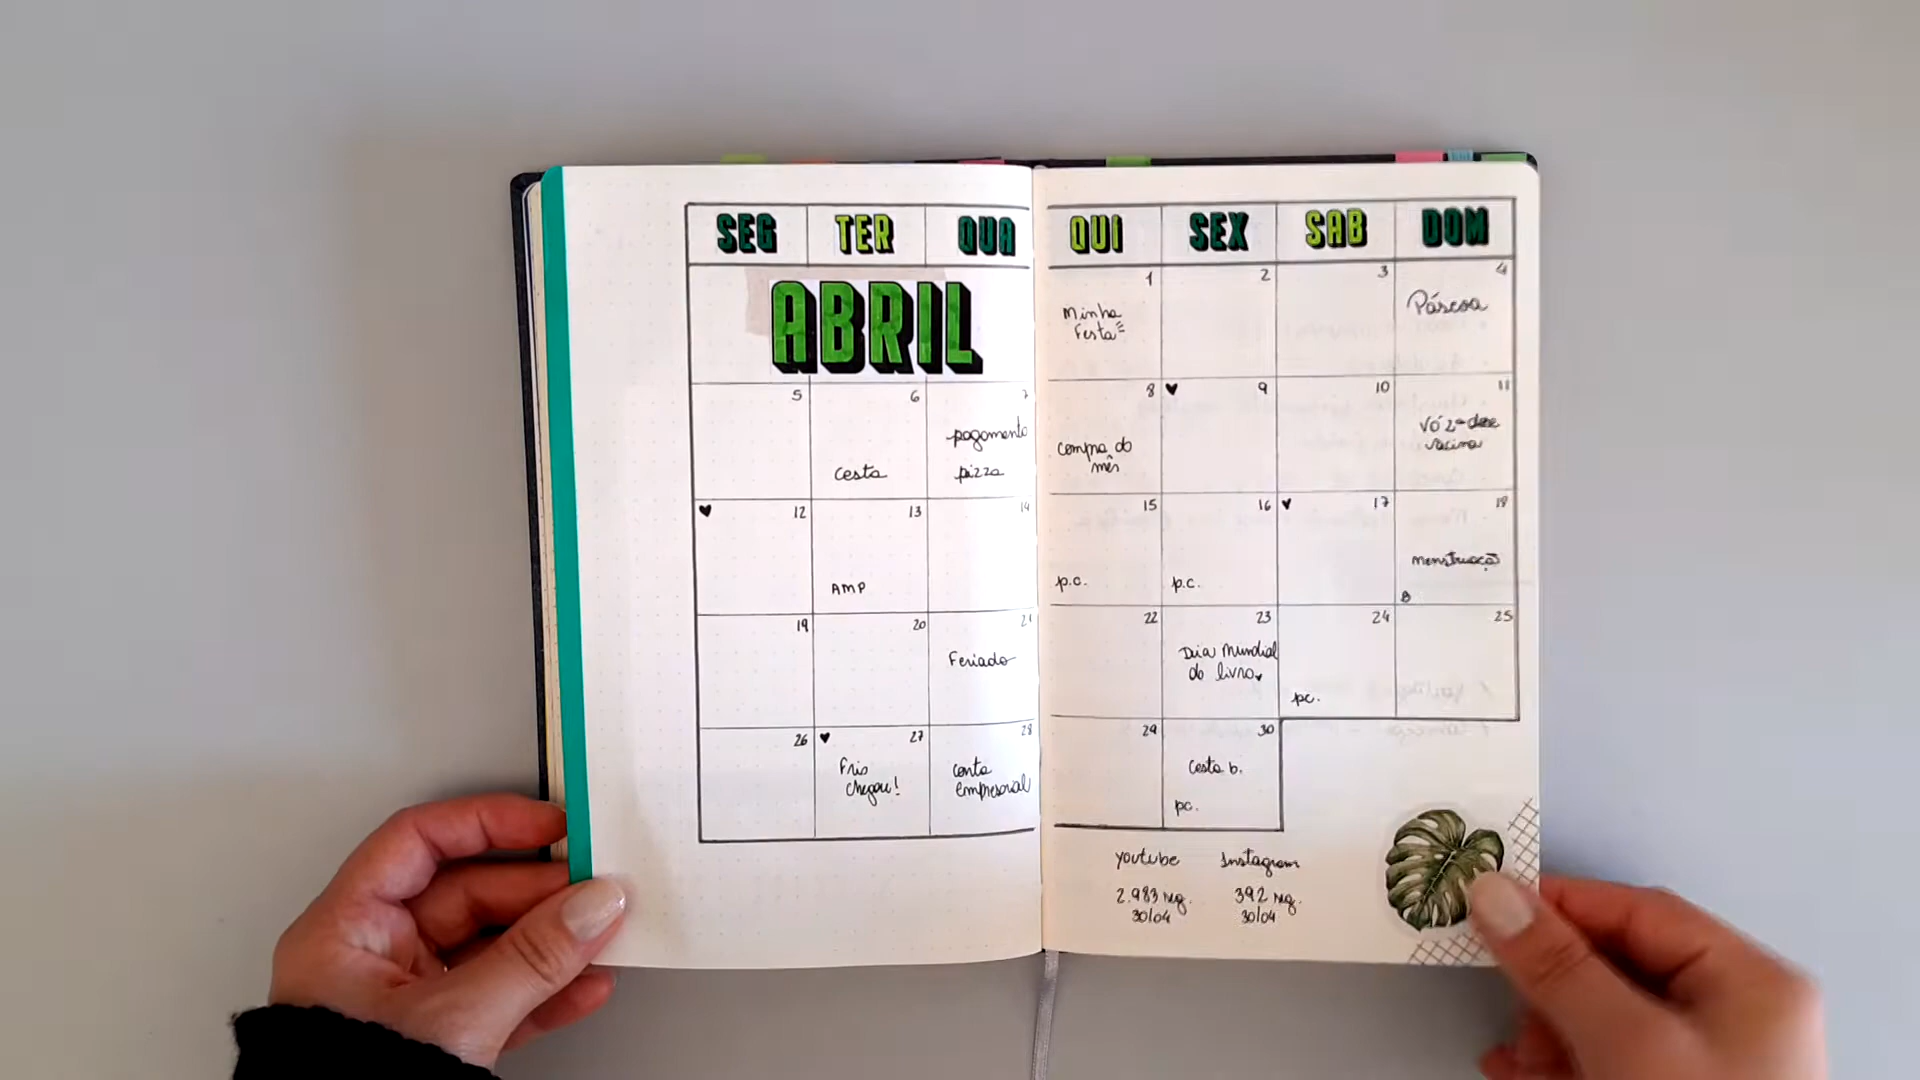 SEG TER QUA QUI SEX SAB DOM
ABRIL
1 2 3 4
Minha
Festa
Páscoa
5 6 7 8 9 10 11
pagamento
cesta
pizza
compra do
mês
Vó 2ª dose
vacina
12 13 14 15 16 17 18
AMP
p.c.
p.c.
menstruação
19 20 21 22 23 24 25
Feriado
Dia Mundial
do livro
pc.
26 27 28 29 30
Frio
chegou!
conta
empresarial
Cesta b.
pc.
youtube Instagram
2.983 392
30/04 30/04